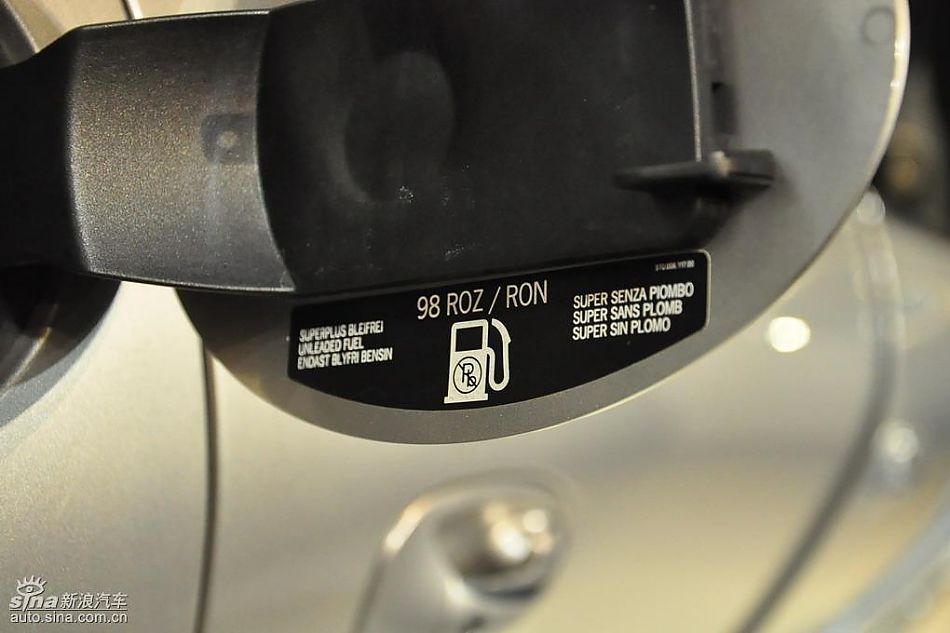 98 ROZ / RON
SUPERPLUS BLEIFREI
UNLEADED FUEL
ENDAST BLYFRI BENSIN
SUPER SENZA PIOMBO
SUPER SANS PLOMB
SUPER SIN PLOMO
Pb
sina新浪汽车
auto.sina.com.cn